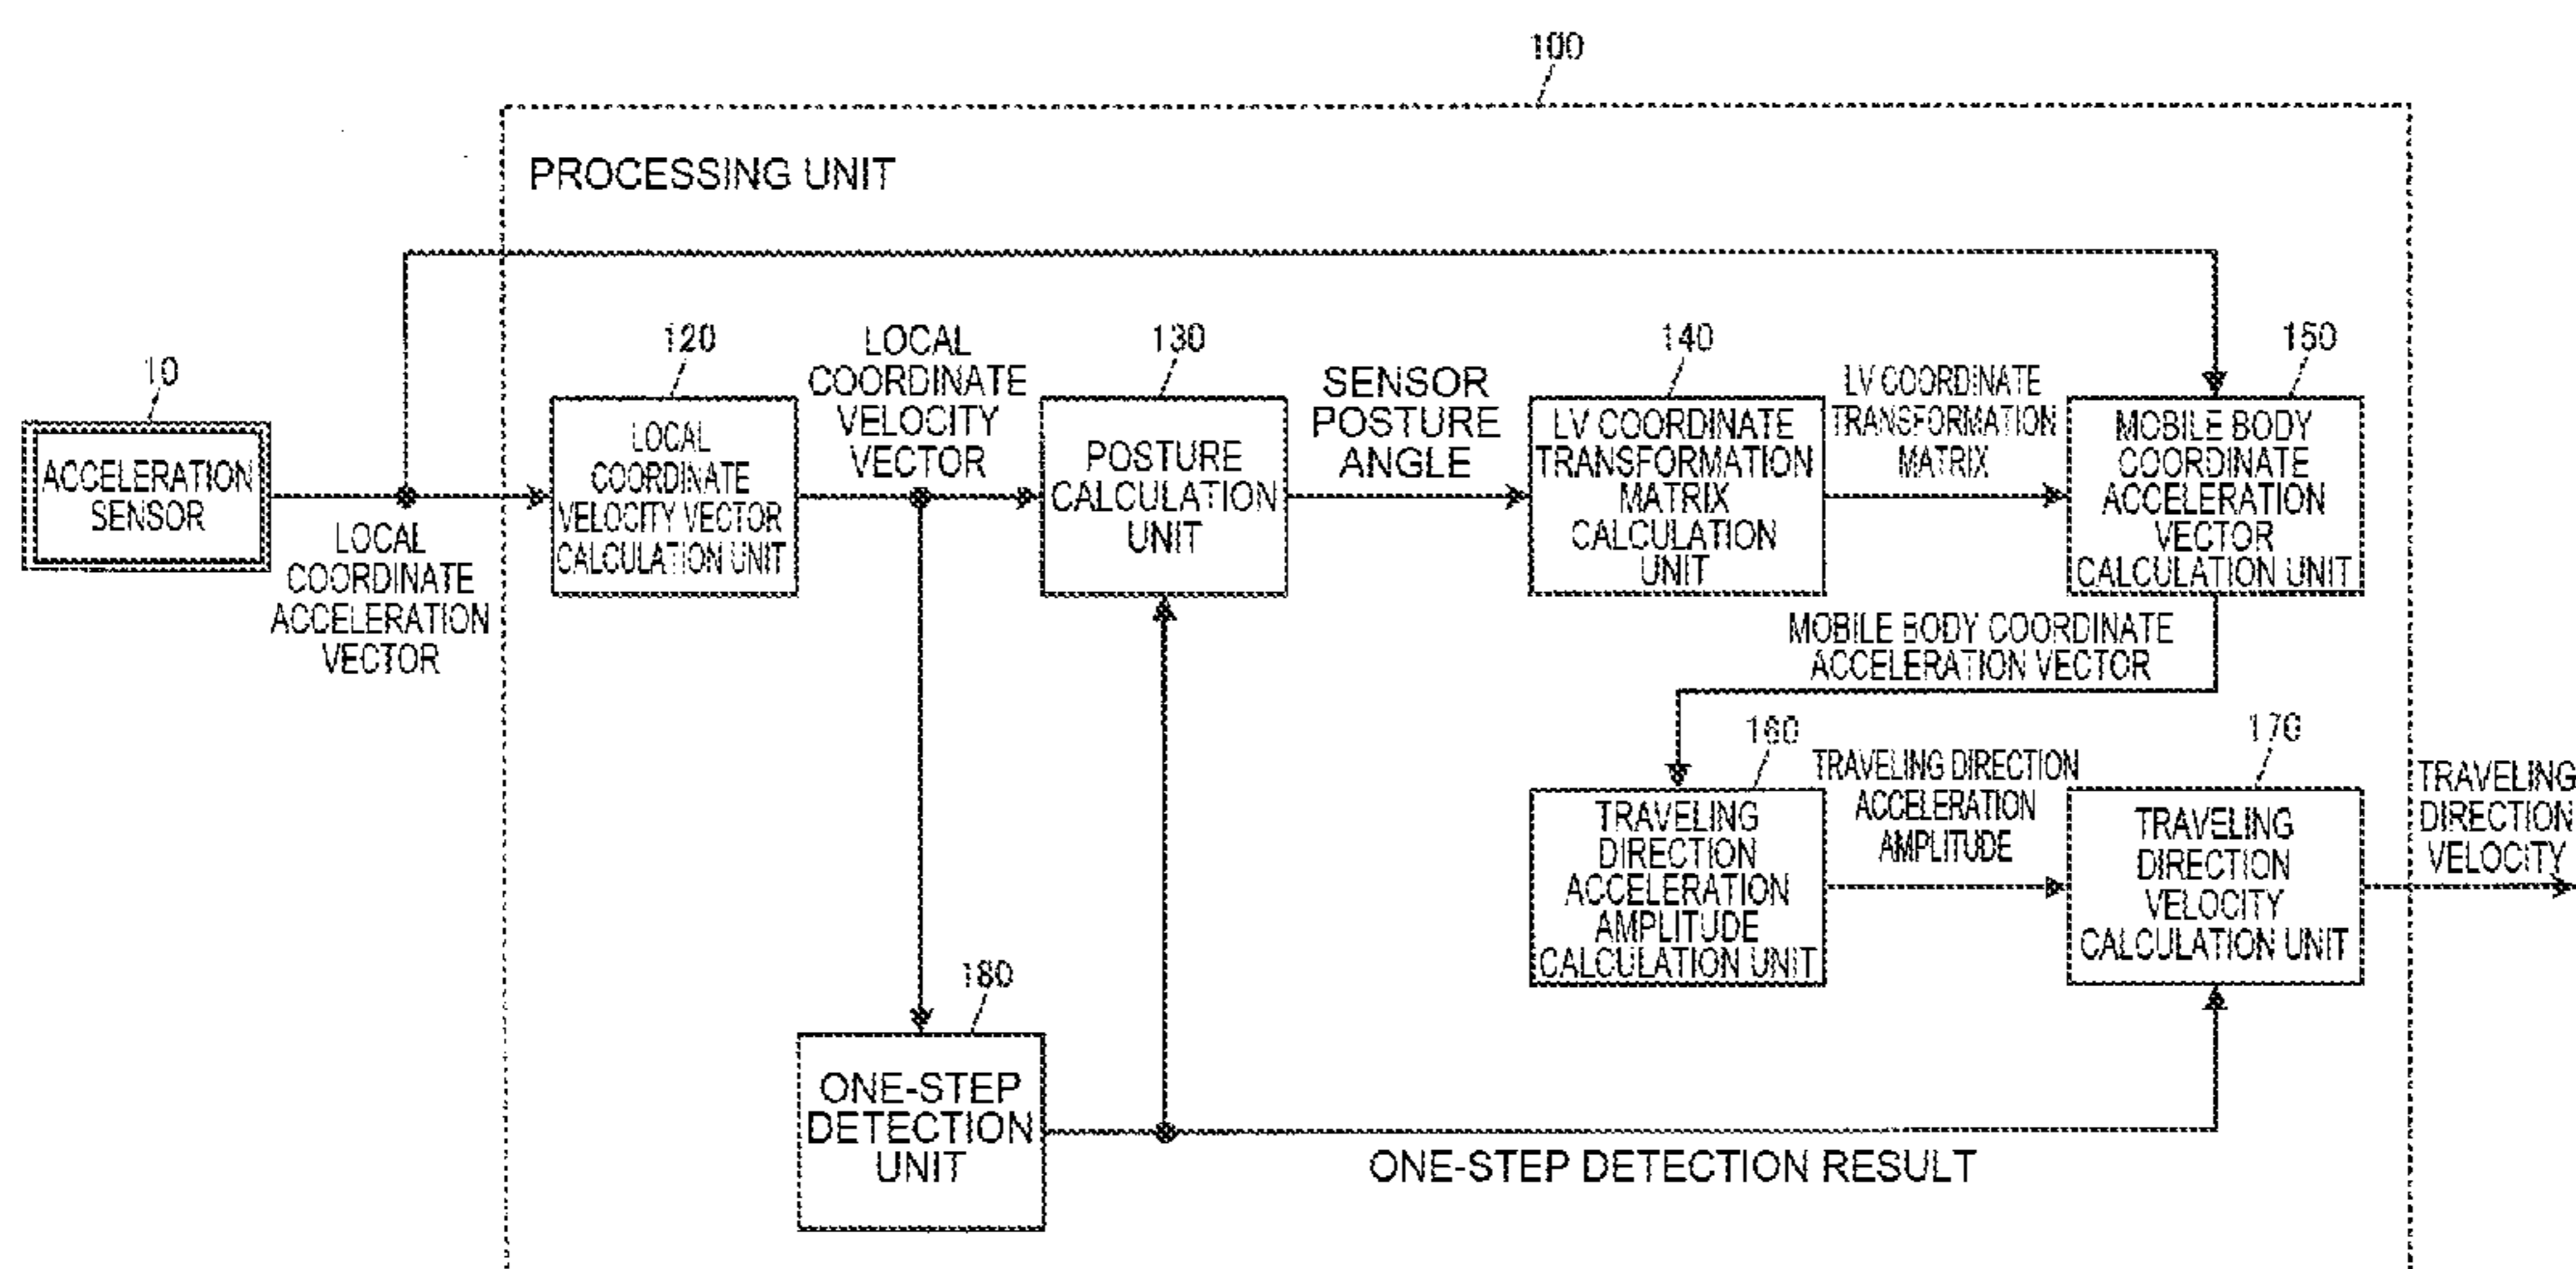 100
PROCESSING UNIT
10
ACCELERATION
SENSOR
LOCAL
COORDINATE
ACCELERATION
VECTOR
120
LOCAL
COORDINATE
VELOCITY VECTOR
CALCULATION UNIT
LOCAL
COORDINATE
VELOCITY
VECTOR
130
POSTURE
CALCULATION
UNIT
SENSOR
POSTURE
ANGLE
140
LV COORDINATE
TRANSFORMATION
MATRIX
CALCULATION
UNIT
LV COORDINATE
TRANSFORMATION
MATRIX
150
MOBILE BODY
COORDINATE
ACCELERATION
VECTOR
CALCULATION UNIT
MOBILE BODY COORDINATE
ACCELERATION VECTOR
160
TRAVELING
DIRECTION
ACCELERATION
AMPLITUDE
CALCULATION UNIT
TRAVELING DIRECTION
ACCELERATION
AMPLITUDE
170
TRAVELING
DIRECTION
VELOCITY
CALCULATION UNIT
TRAVELING
DIRECTION
VELOCITY
180
ONE-STEP
DETECTION
UNIT
ONE-STEP DETECTION RESULT